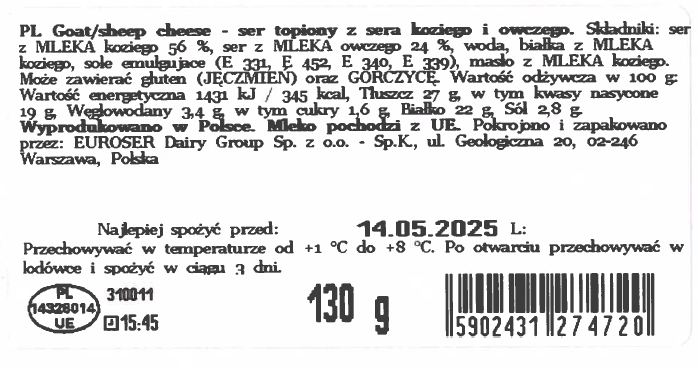 PL Goat/sheep cheese - ser topiony z sera koziego i owczego. Składniki: ser
z MLEKA koziego 56 %, ser z MLEKA owczego 24 %, woda, białka z MLEKA
koziego, sole emulgujące (E 331, E 452, E 340, E 339), masło z MLEKA koziego.
Może zawierać gluten (JĘCZMIEŃ) oraz GORCZYCĘ. Wartość odżywcza w 100 g:
Wartość energetyczna 1431 kJ / 345 kcal, Tłuszcz 27 g, w tym kwasy nasycone
19 g, Węglowodany 3,4 g, w tym cukry 1,6 g, Białko 22 g, Sól 2,8 g.
Wyprodukowano w Polsce. Mleko pochodzi z UE. Pokrojono i zapakowano
przez: EUROSER Dairy Group Sp. z o.o. - Sp.K., ul. Geologiczna 20, 02-246
Warszawa, Polska
Najlepiej spożyć przed: 14.05.2025 L:
Przechowywać w temperaturze od +1 °C do +8 °C. Po otwarciu przechowywać w
lodówce i spożyć w ciągu 3 dni.
PL
14326014
UE
310011
15:45
130 g
5902431 274720